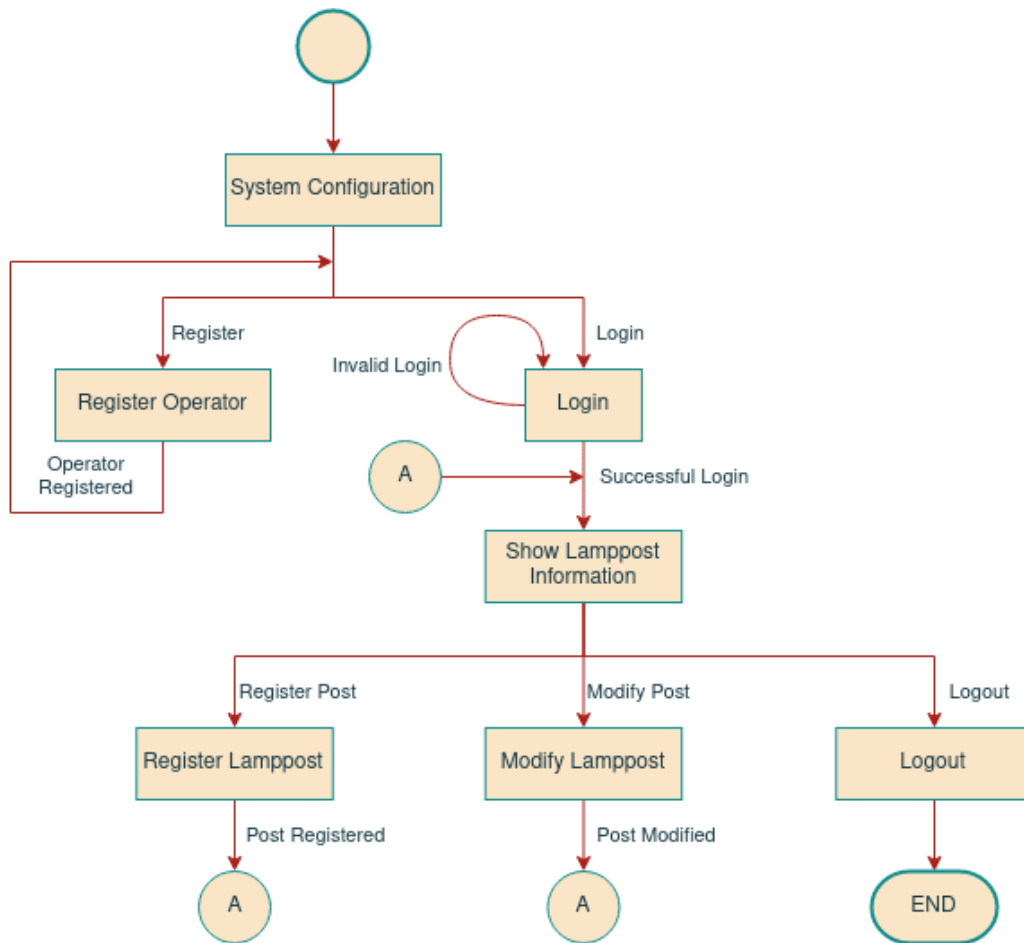 System Configuration
Register
Login
Invalid Login
Register Operator
Login
Operator
Registered
A
Successful Login
Show Lamppost
Information
Register Post
Modify Post
Logout
Register Lamppost
Modify Lamppost
Logout
Post Registered
Post Modified
A
A
END